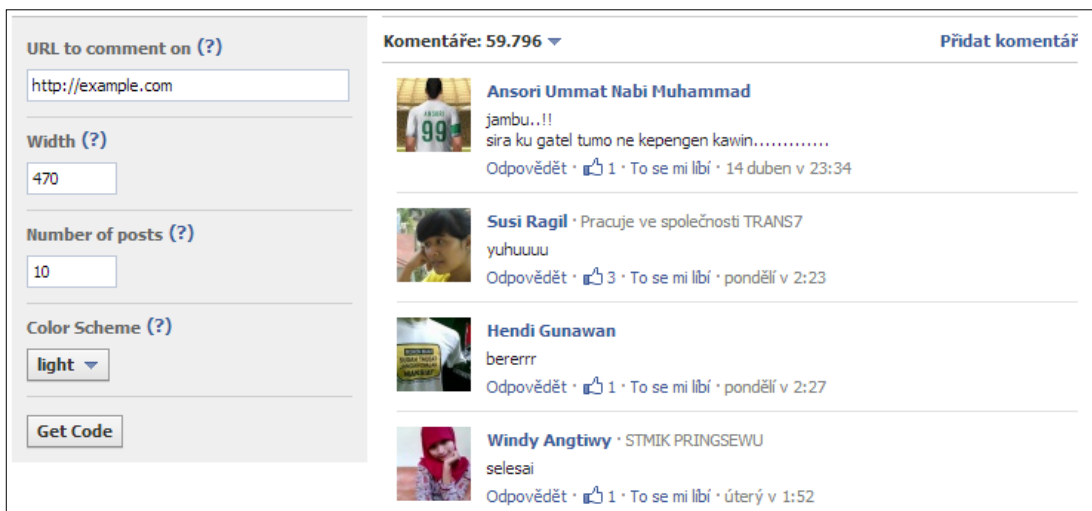 URL to comment on (?)
http://example.com
Width (?)
470
Number of posts (?)
10
Color Scheme (?)
light
Get Code
Komentáře: 59.796
Přidat komentář
ANSORI
99
Ansori Ummat Nabi Muhammad
jambu..!!
sira ku gatel tumo ne kepengen kawin.............
Odpovědět · 1 · To se mi líbí · 14 duben v 23:34
Susi Ragil · Pracuje ve společnosti TRANS7
yuhuuuu
Odpovědět · 3 · To se mi líbí · pondělí v 2:23
Hendi Gunawan
bererrr
Odpovědět · 1 · To se mi líbí · pondělí v 2:27
Windy Angtiwy · STMIK PRINGSEWU
selesai
Odpovědět · 1 · To se mi líbí · úterý v 1:52